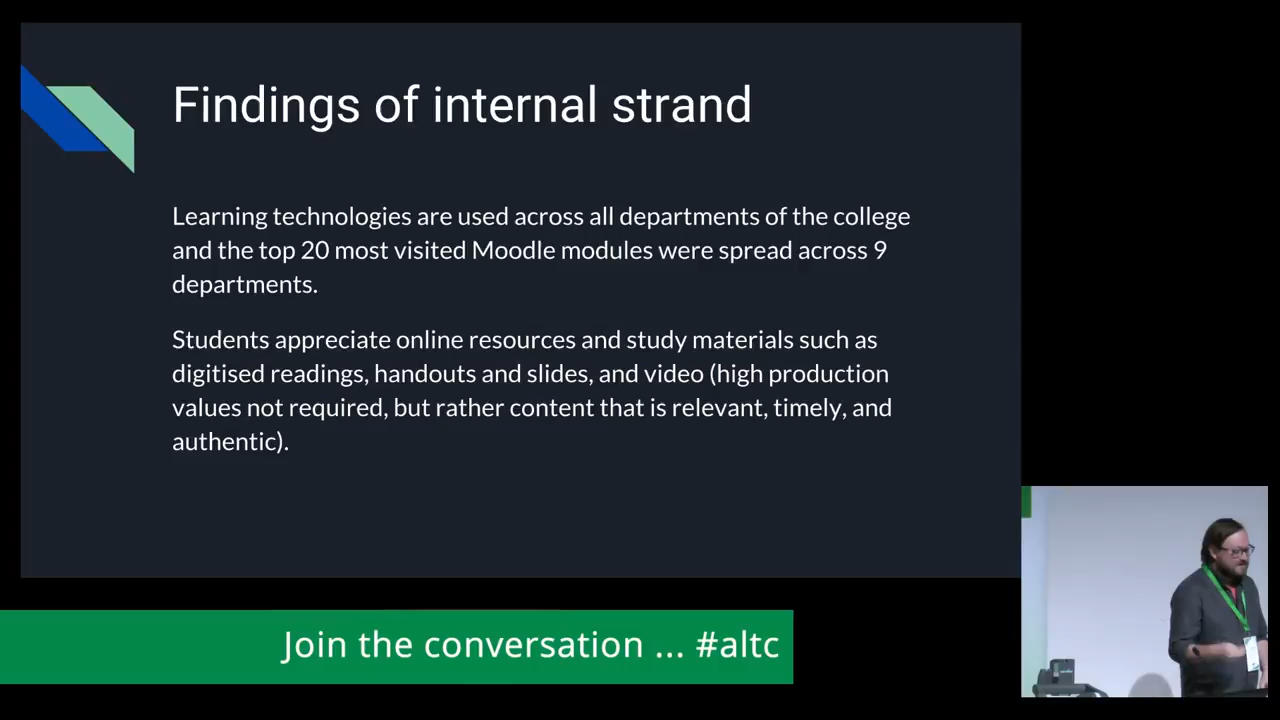 Findings of internal strand
Learning technologies are used across all departments of the college
and the top 20 most visited Moodle modules were spread across 9
departments.
Students appreciate online resources and study materials such as
digitised readings, handouts and slides, and video (high production
values not required, but rather content that is relevant, timely, and
authentic).
Join the conversation ... #altc